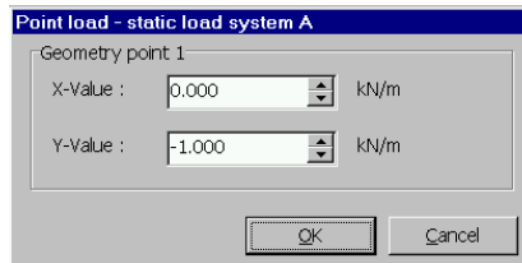 Point load - static load system A
Geometry point 1
X-Value : 0.000 kN/m
Y-Value : -1.000 kN/m
OK Cancel